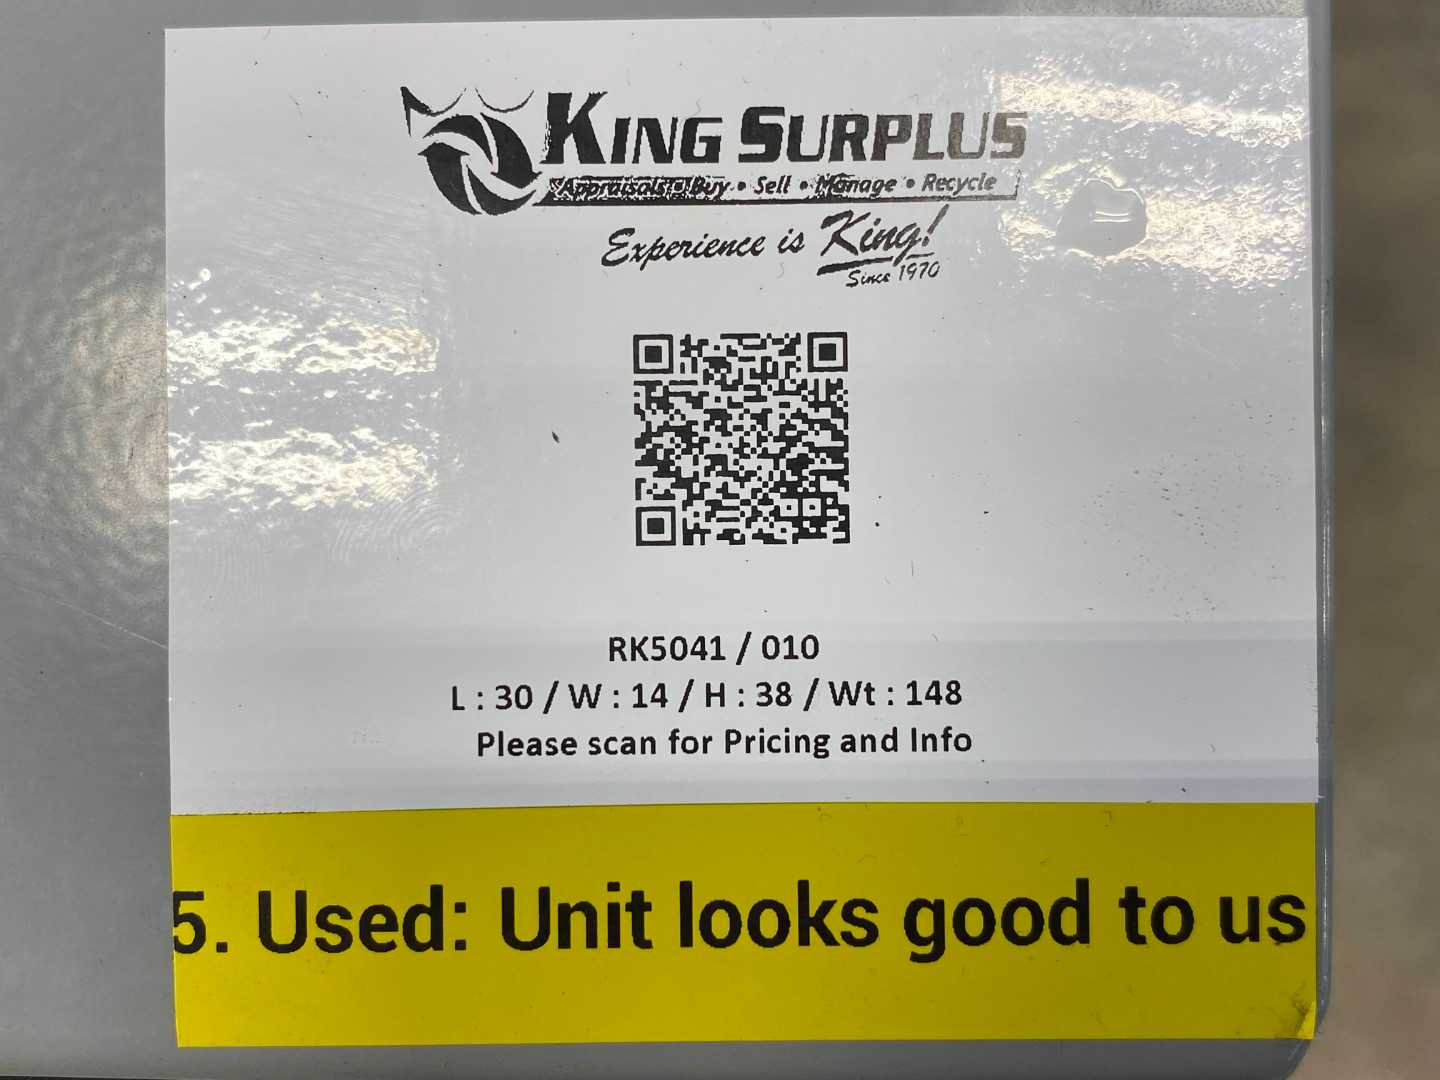 KING SURPLUS
Appraisals • Buy • Sell • Manage • Recycle
Experience is King!
Since 1970
RK5041 / 010
L : 30 / W : 14 / H : 38 / Wt : 148
Please scan for Pricing and Info
5. Used: Unit looks good to us